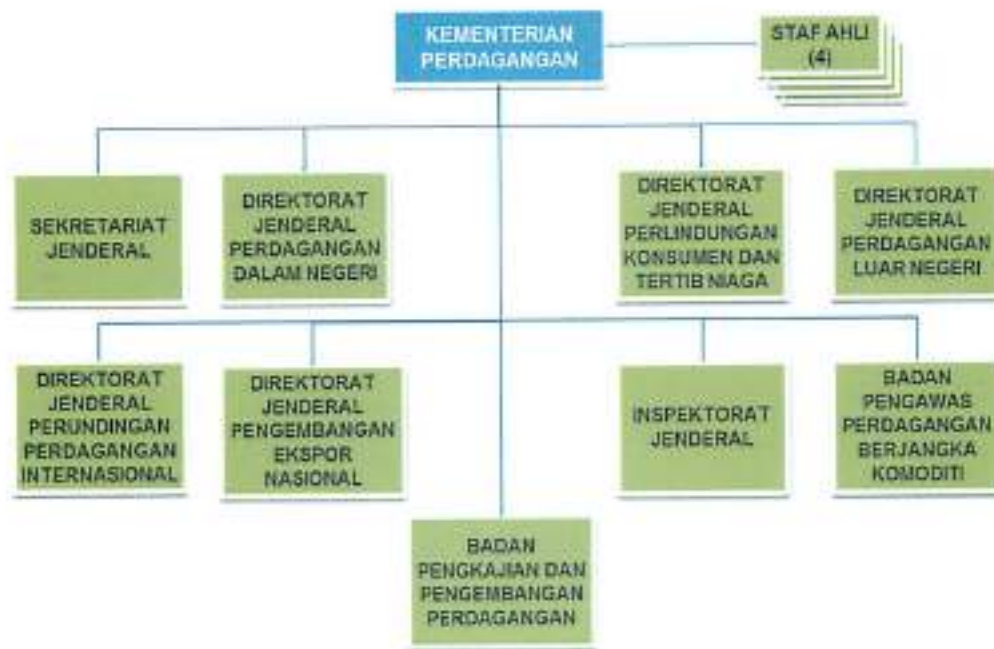 KEMENTERIAN
PERDAGANGAN
STAF AHLI
(4)
SEKRETARIAT
JENDERAL
DIREKTORAT
JENDERAL
PERDAGANGAN
DALAM NEGERI
DIREKTORAT
JENDERAL
PERLINDUNGAN
KONSUMEN DAN
TERTIB NIAGA
DIREKTORAT
JENDERAL
PERDAGANGAN
LUAR NEGERI
DIREKTORAT
JENDERAL
PERUNDINGAN
PERDAGANGAN
INTERNASIONAL
DIREKTORAT
JENDERAL
PENGEMBANGAN
EKSPOR
NASIONAL
INSPEKTORAT
JENDERAL
BADAN
PENGAWAS
PERDAGANGAN
BERJANGKA
KOMODITI
BADAN
PENGKAJIAN DAN
PENGEMBANGAN
PERDAGANGAN